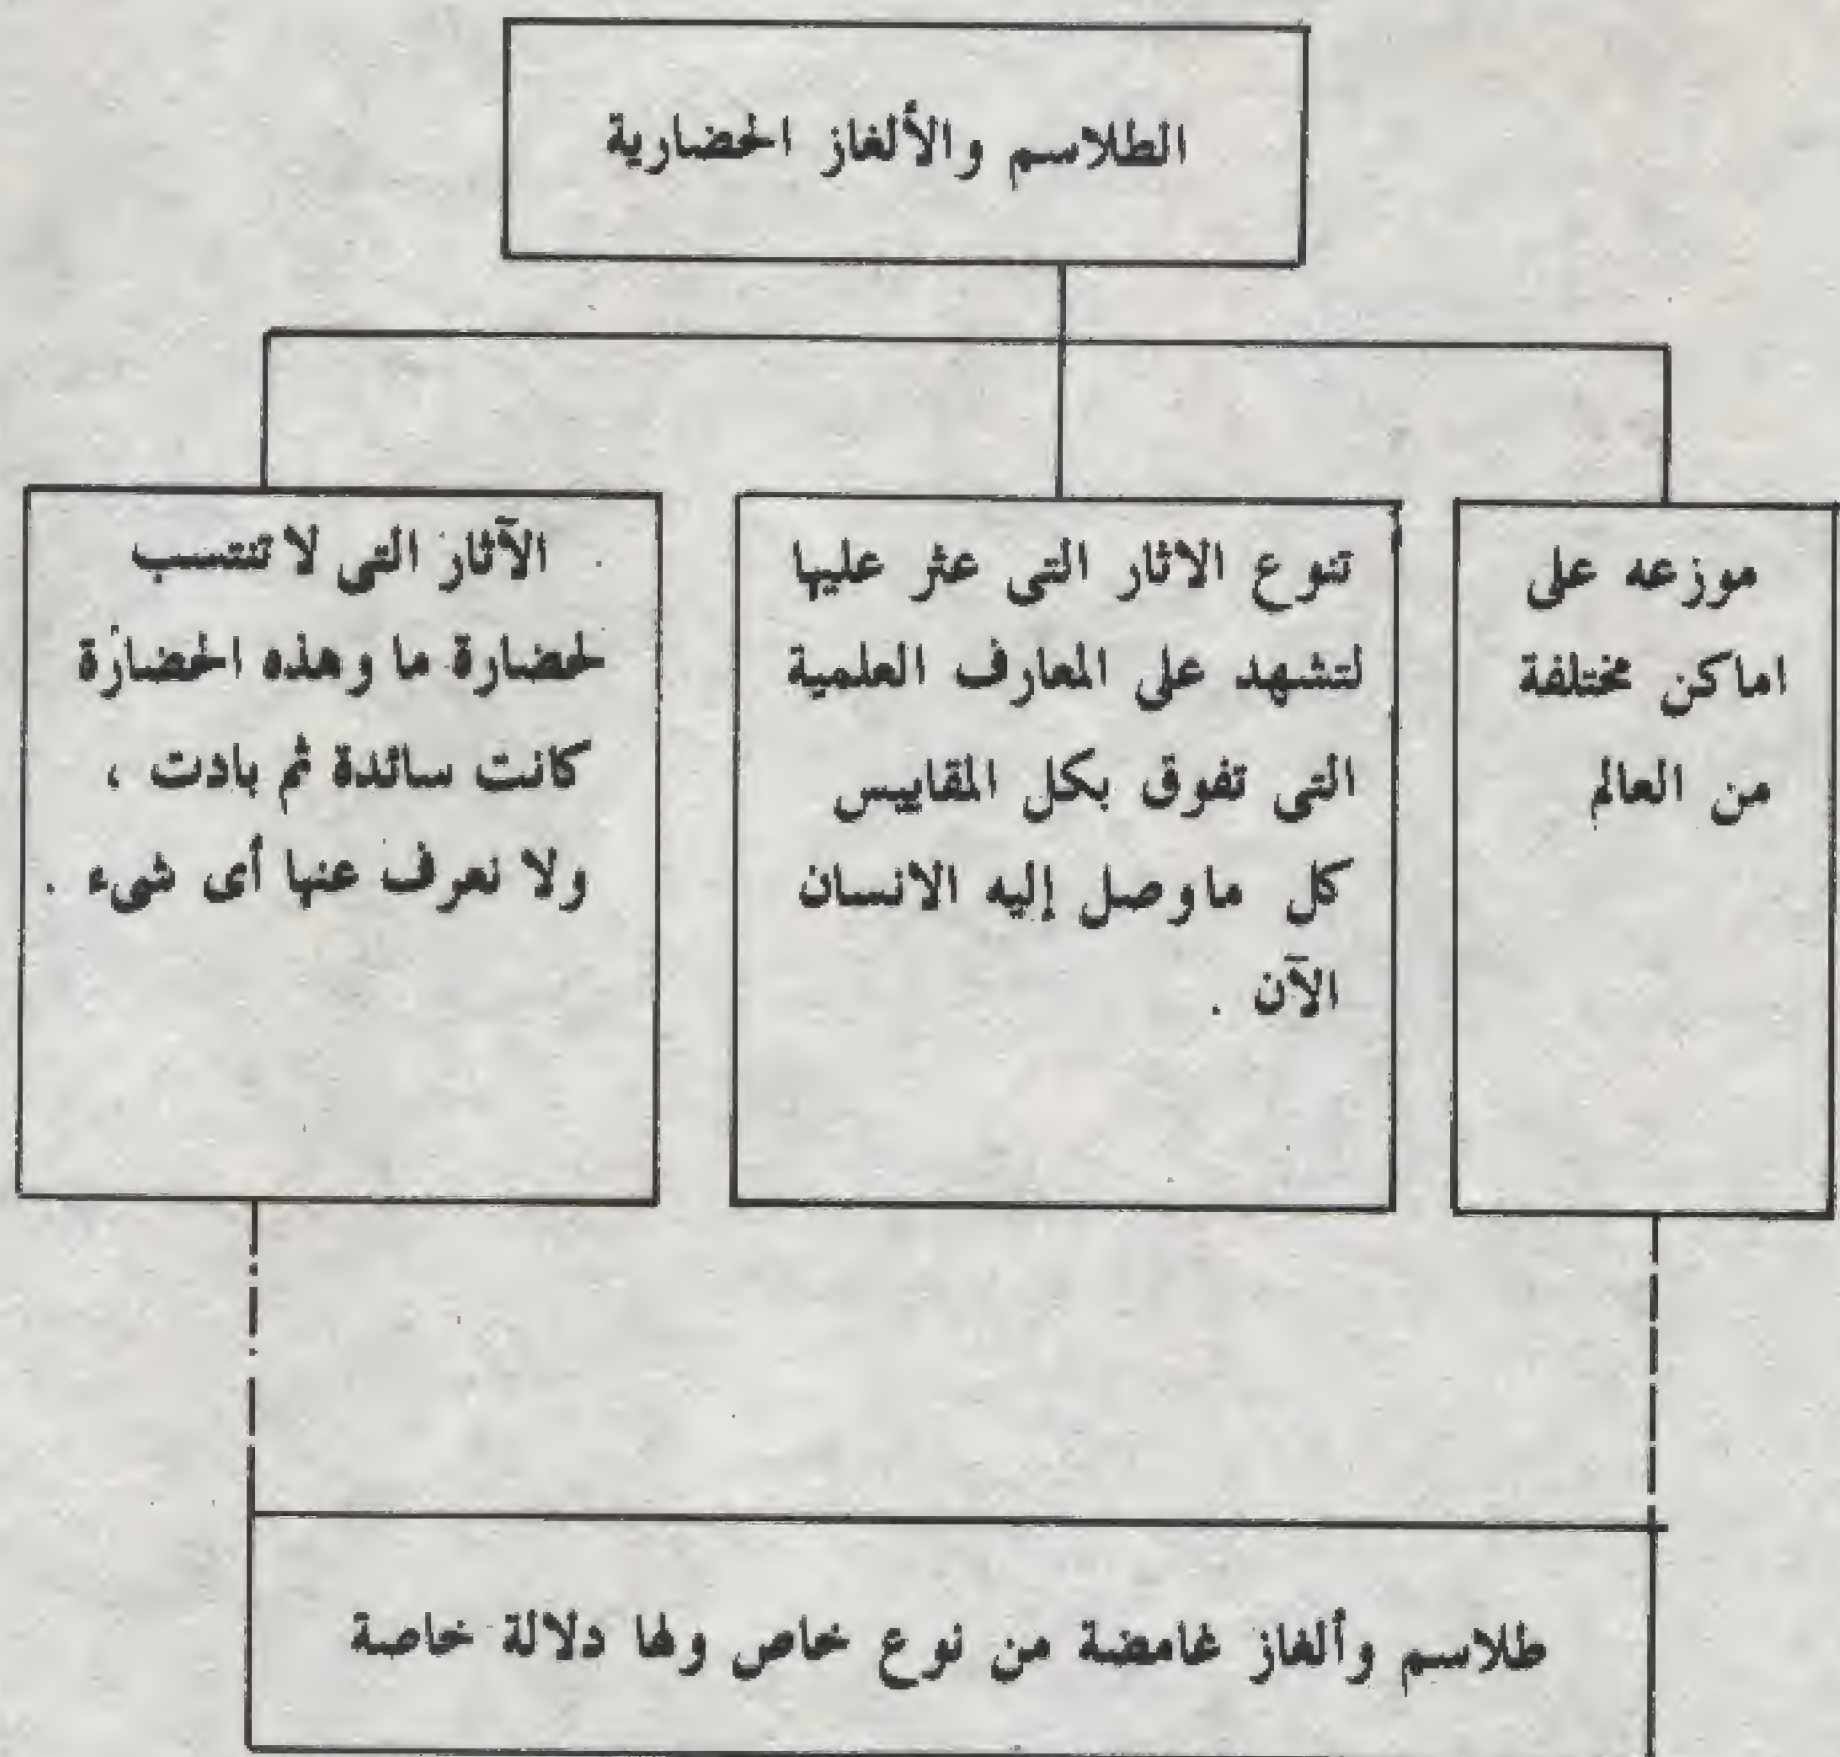 الطلاسم والألغاز الحضارية
موزعه على
اماكن مختلفة
من العالم
تنوع الاثار التى عثر عليها
لتشهد على المعارف العلمية
التى تفوق بكل المقاييس
كل ماوصل إليه الانسان
الآن .
الآثار التى لا تنتسب
لحضارة ما وهذه الحضارة
كانت سائدة ثم بادت ،
ولا نعرف عنها أى شىء .
طلاسم وألغاز غامضة من نوع خاص ولها دلالة خاصة